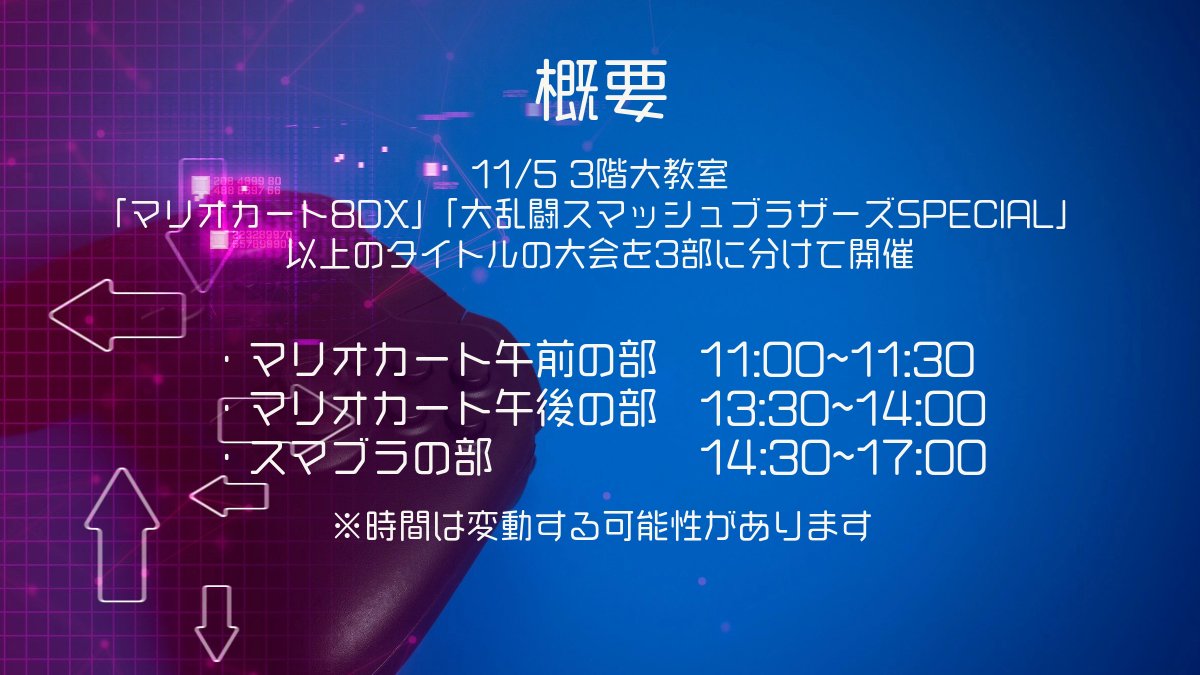 概要
11/5 3階大教室
「マリオカート8DX」「大乱闘スマッシュブラザーズSPECIAL」
以上のタイトルの大会を3部に分けて開催
・マリオカート午前の部 11:00~11:30
・マリオカート午後の部 13:30~14:00
・スマブラの部 14:30~17:00
※時間は変動する可能性があります